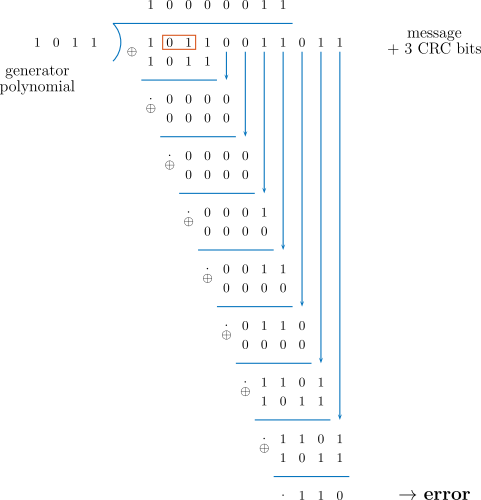 1 0 0 0 0 0 1 1
1 0 1 1 ⊕ 1 0 1 1 0 0 1 1 0 1 1 message
+ 3 CRC bits
1 0 1 1
generator
polynomial
⊕ · 0 0 0 0
0 0 0 0
⊕ · 0 0 0 0
0 0 0 0
⊕ · 0 0 0 1
0 0 0 0
⊕ · 0 0 1 1
0 0 0 0
⊕ · 0 1 1 0
0 0 0 0
⊕ · 1 1 0 1
1 0 1 1
⊕ · 1 1 0 1
1 0 1 1
· 1 1 0 → error